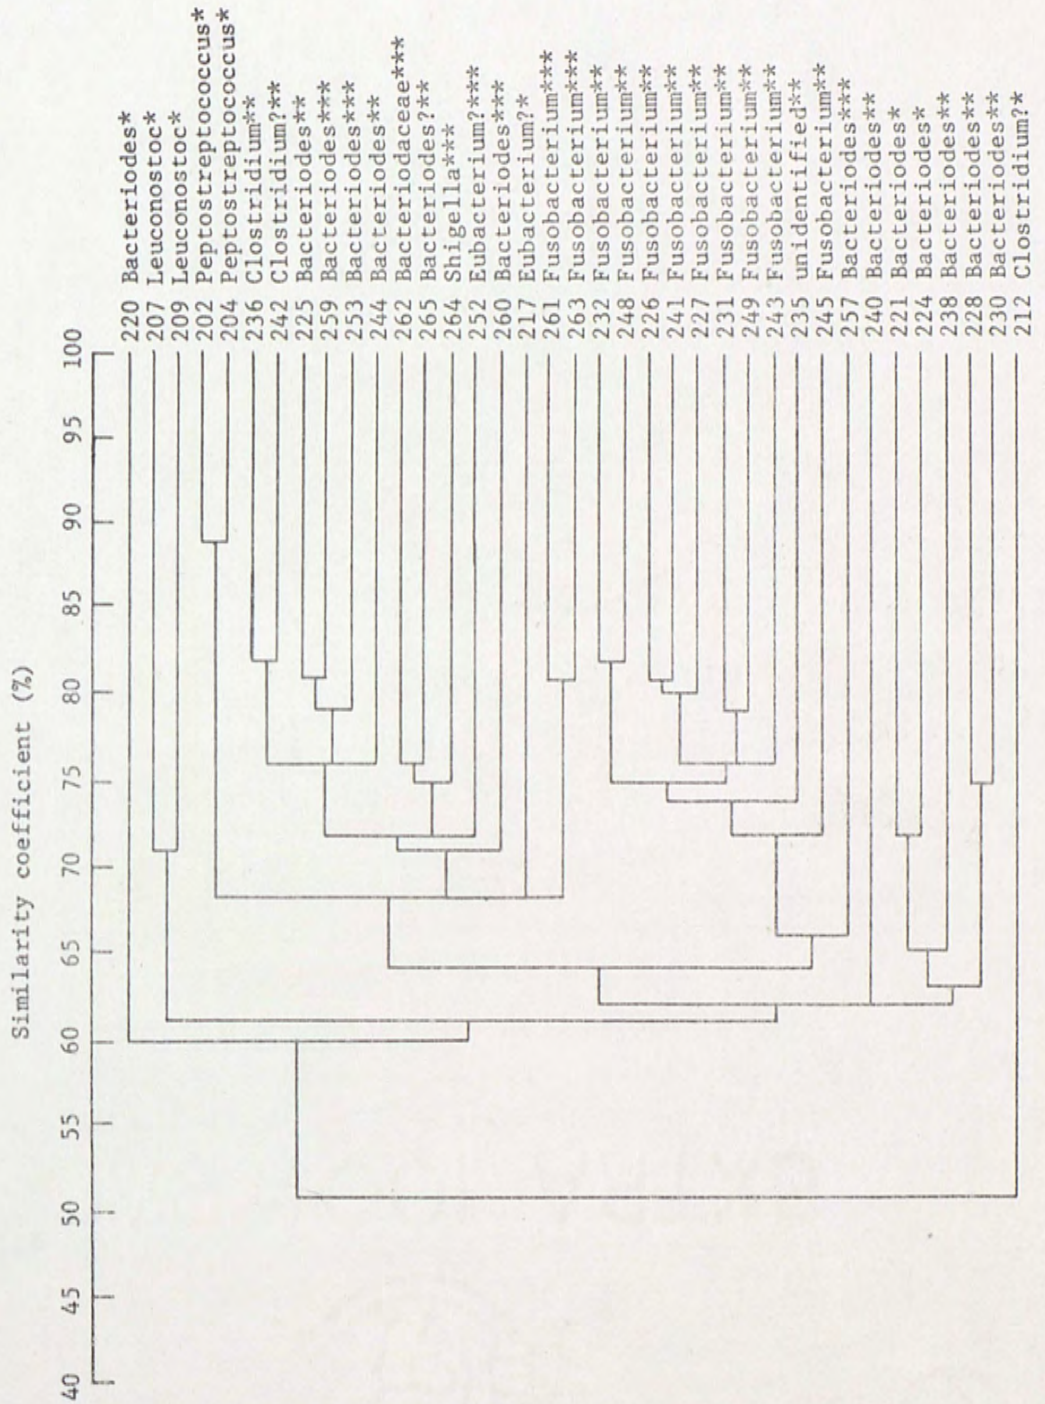 Similarity coefficient (%)
40 45 50 55 60 65 70 75 80 85 90 95 100
220 Bacteriodes*
207 Leuconostoc*
209 Leuconostoc*
202 Peptostreptococcus*
204 Peptostreptococcus*
236 Clostridium**
242 Clostridium?**
225 Bacteriodes**
259 Bacteriodes***
253 Bacteriodes***
244 Bacteriodes**
262 Bacteriodaceae***
265 Bacteriodes?**
264 Shigella***
252 Eubacterium?***
260 Bacteriodes***
217 Eubacterium?*
261 Fusobacterium***
263 Fusobacterium***
232 Fusobacterium**
248 Fusobacterium**
226 Fusobacterium**
241 Fusobacterium**
227 Fusobacterium**
231 Fusobacterium**
249 Fusobacterium**
243 Fusobacterium**
235 unidentified**
245 Fusobacterium**
257 Bacteriodes***
240 Bacteriodes**
221 Bacteriodes*
224 Bacteriodes*
238 Bacteriodes**
228 Bacteriodes**
230 Bacteriodes**
212 Clostridium?*